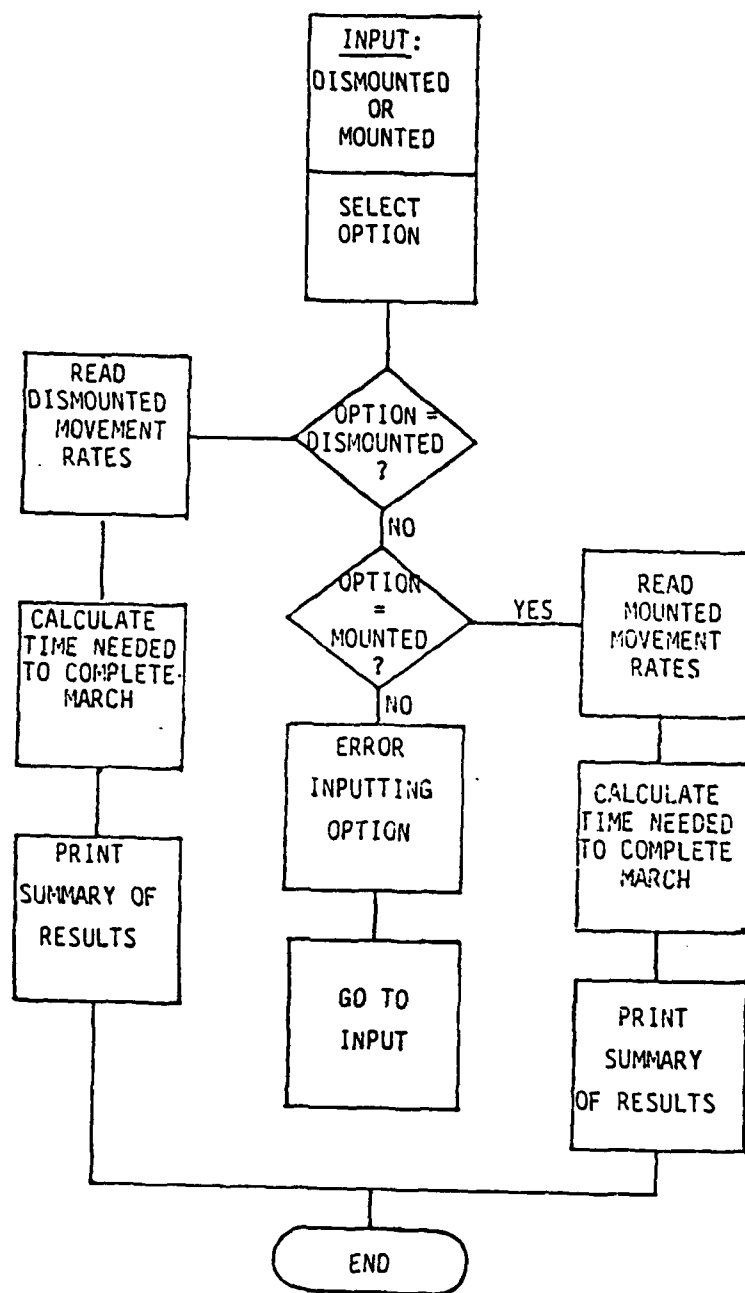 INPUT:
DISMOUNTED
OR
MOUNTED
SELECT
OPTION
OPTION =
DISMOUNTED
?
READ
DISMOUNTED
MOVEMENT
RATES
CALCULATE
TIME NEEDED
TO COMPLETE
MARCH
PRINT
SUMMARY OF
RESULTS
NO
OPTION
=
MOUNTED
?
YES
READ
MOUNTED
MOVEMENT
RATES
CALCULATE
TIME NEEDED
TO COMPLETE
MARCH
PRINT
SUMMARY
OF RESULTS
NO
ERROR
INPUTTING
OPTION
GO TO
INPUT
END